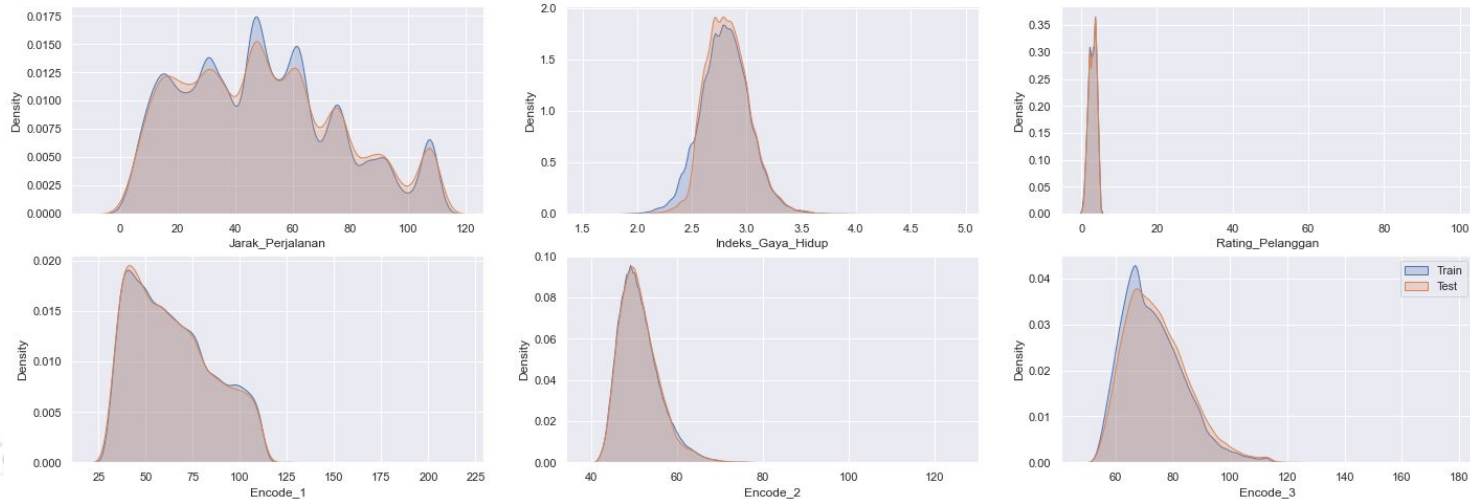 Density
0.0175
0.0150
0.0125
0.0100
0.0075
0.0050
0.0025
0.0000
0 20 40 60 80 100 120
Jarak_Perjalanan
Density
2.0
1.5
1.0
0.5
0.0
1.5 2.0 2.5 3.0 3.5 4.0 4.5 5.0
Indeks_Gaya_Hidup
Density
0.35
0.30
0.25
0.20
0.15
0.10
0.05
0.00
0 20 40 60 80 100
Rating_Pelanggan
Density
0.020
0.015
0.010
0.005
0.000
25 50 75 100 125 150 175 200 225
Encode_1
Density
0.10
0.08
0.06
0.04
0.02
0.00
40 60 80 100 120
Encode_2
Density
0.04
0.03
0.02
0.01
0.00
60 80 100 120 140 160 180
Encode_3
Train
Test